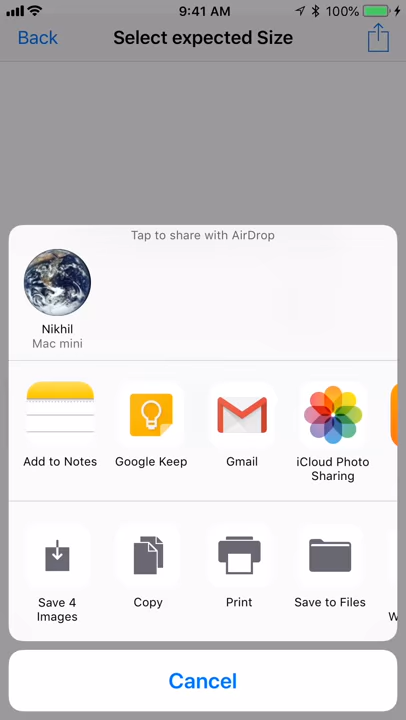 9:41 AM
100%
Back
Select expected Size
Tap to share with AirDrop
Nikhil
Mac mini
Add to Notes
Google Keep
Gmail
iCloud Photo
Sharing
Save 4
Images
Copy
Print
Save to Files
W
Cancel